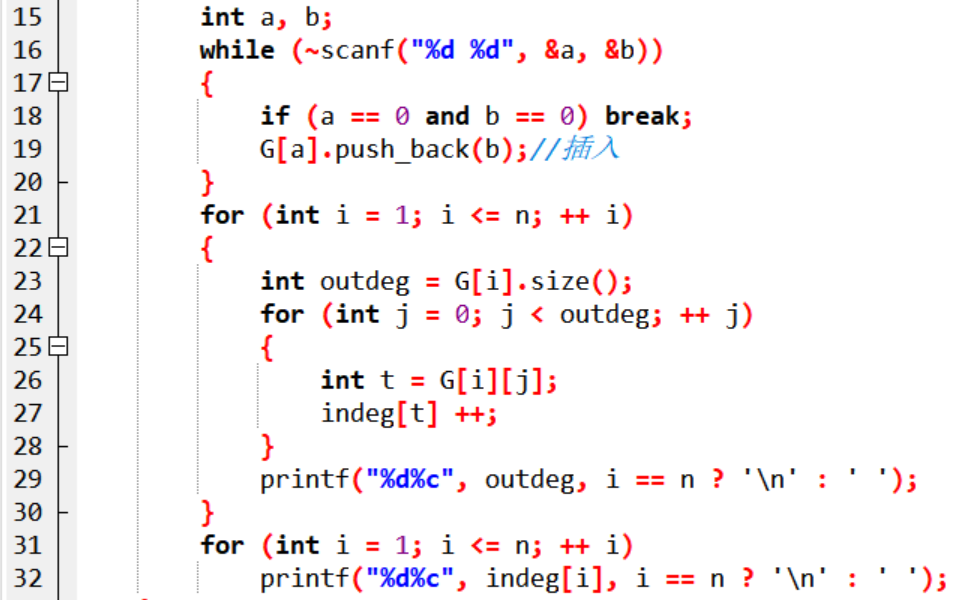 15 int a, b;
16 while (~scanf("%d %d", &a, &b))
17 {
18 if (a == 0 and b == 0) break;
19 G[a].push_back(b);//插入
20 }
21 for (int i = 1; i <= n; ++ i)
22 {
23 int outdeg = G[i].size();
24 for (int j = 0; j < outdeg; ++ j)
25 {
26 int t = G[i][j];
27 indeg[t] ++;
28 }
29 printf("%d%c", outdeg, i == n ? '\n' : ' ');
30 }
31 for (int i = 1; i <= n; ++ i)
32 printf("%d%c", indeg[i], i == n ? '\n' : ' ');